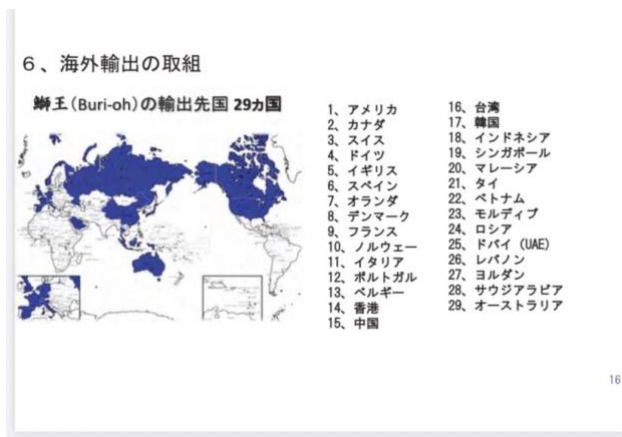 6、海外輸出の取組
鰤王(Buri-oh)の輸出先国 29カ国
1、アメリカ
2、カナダ
3、スイス
4、ドイツ
5、イギリス
6、スペイン
7、オランダ
8、デンマーク
9、フランス
10、ノルウェー
11、イタリア
12、ポルトガル
13、ベルギー
14、香港
15、中国
16、台湾
17、韓国
18、インドネシア
19、シンガポール
20、マレーシア
21、タイ
22、ベトナム
23、モルディブ
24、ロシア
25、ドバイ（UAE）
26、レバノン
27、ヨルダン
28、サウジアラビア
29、オーストラリア
16